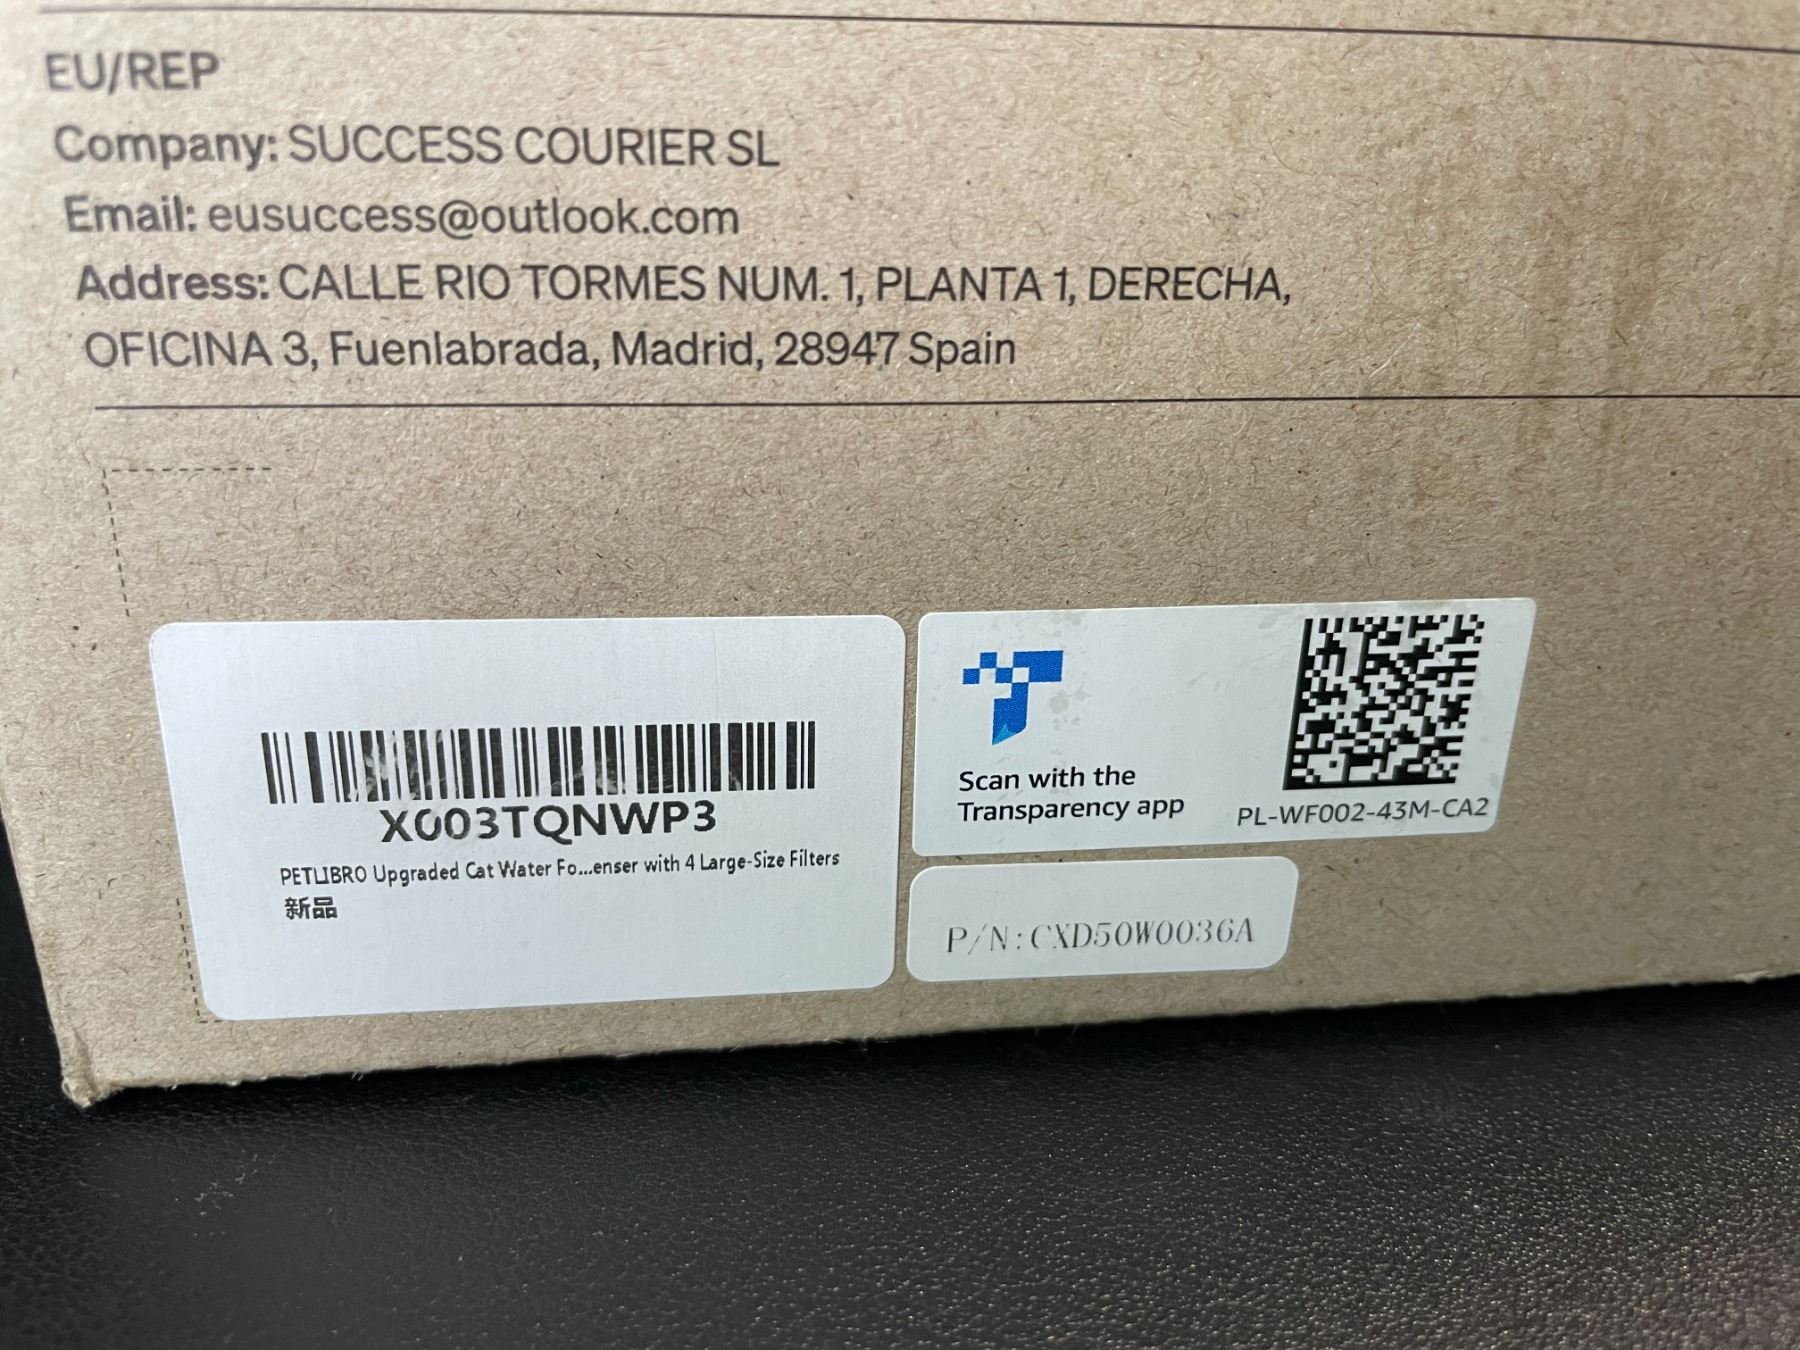 EU/REP
Company: SUCCESS COURIER SL
Email: eusuccess@outlook.com
Address: CALLE RIO TORMES NUM. 1, PLANTA 1, DERECHA,
OFICINA 3, Fuenlabrada, Madrid, 28947 Spain
X003TQNWP3
PETLIBRO Upgraded Cat Water Fo...enser with 4 Large-Size Filters
新品
Scan with the
Transparency app
PL-WF002-43M-CA2
P/N:CXD50W0036A